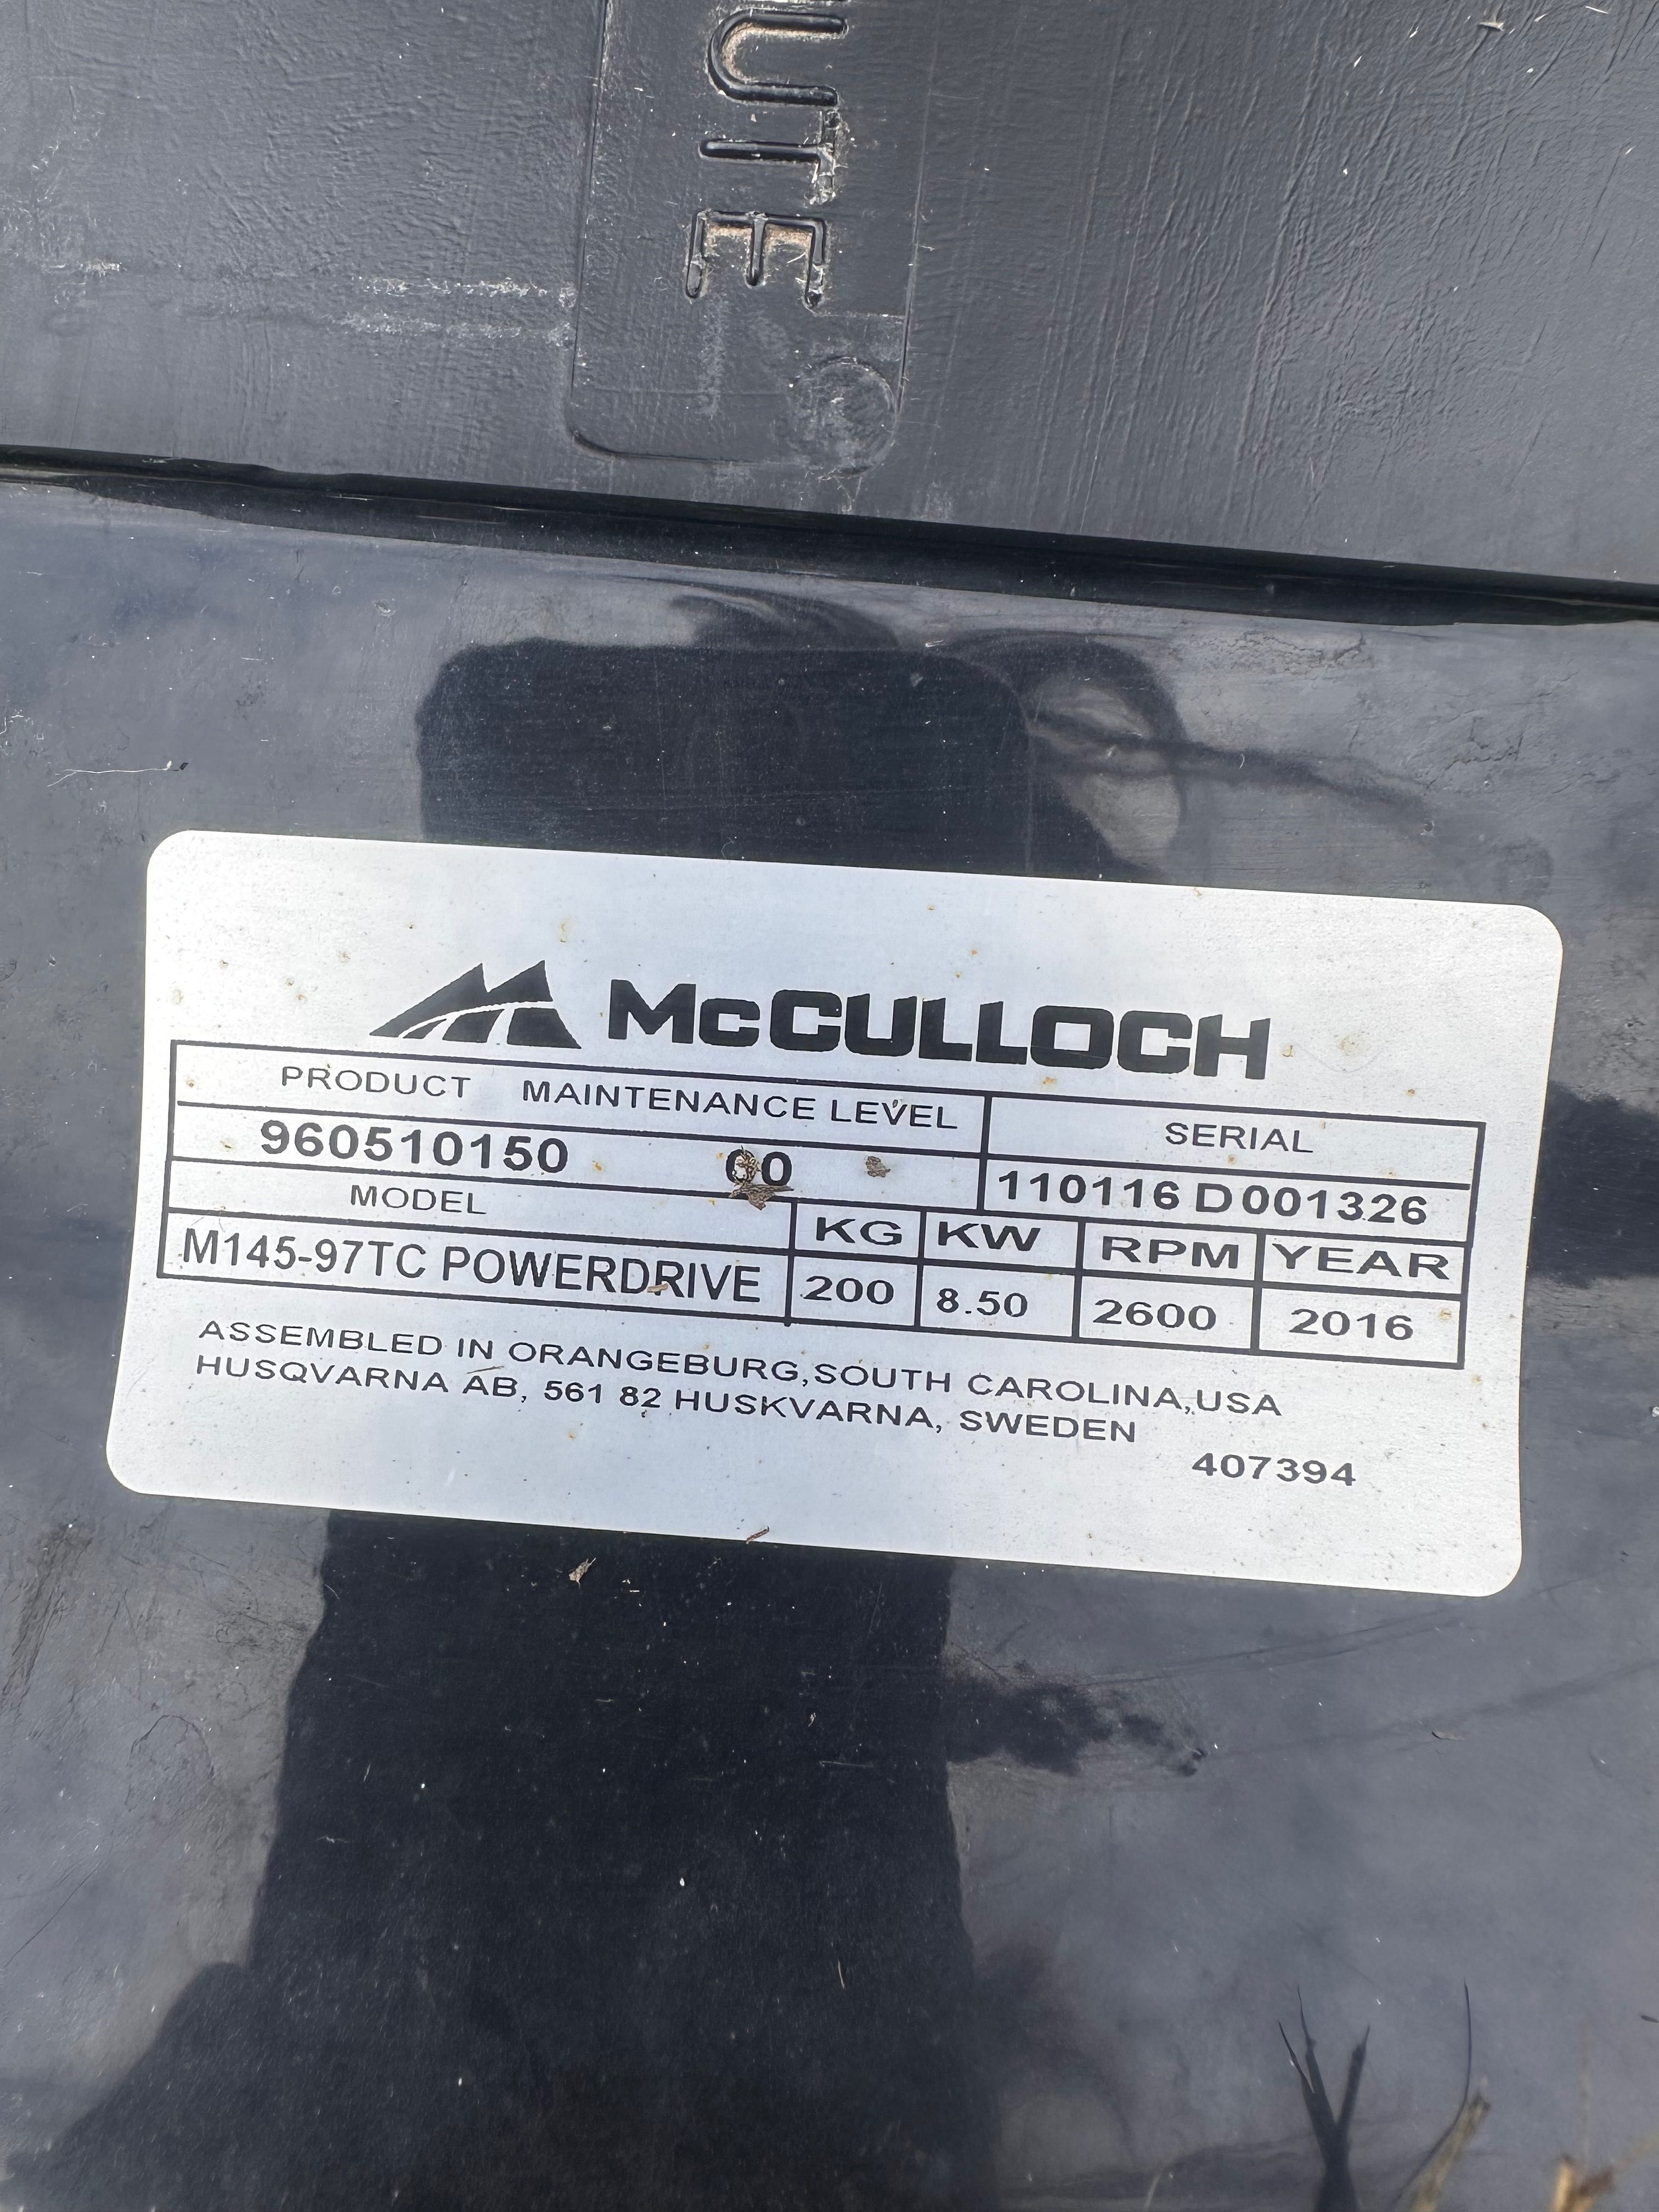 UTE
McCULLOCH
PRODUCT MAINTENANCE LEVEL SERIAL
960510150 00 110116 D 001326
MODEL KG KW RPM YEAR
M145-97TC POWERDRIVE 200 8.50 2600 2016
ASSEMBLED IN ORANGEBURG,SOUTH CAROLINA,USA
HUSQVARNA AB, 561 82 HUSKVARNA, SWEDEN
407394